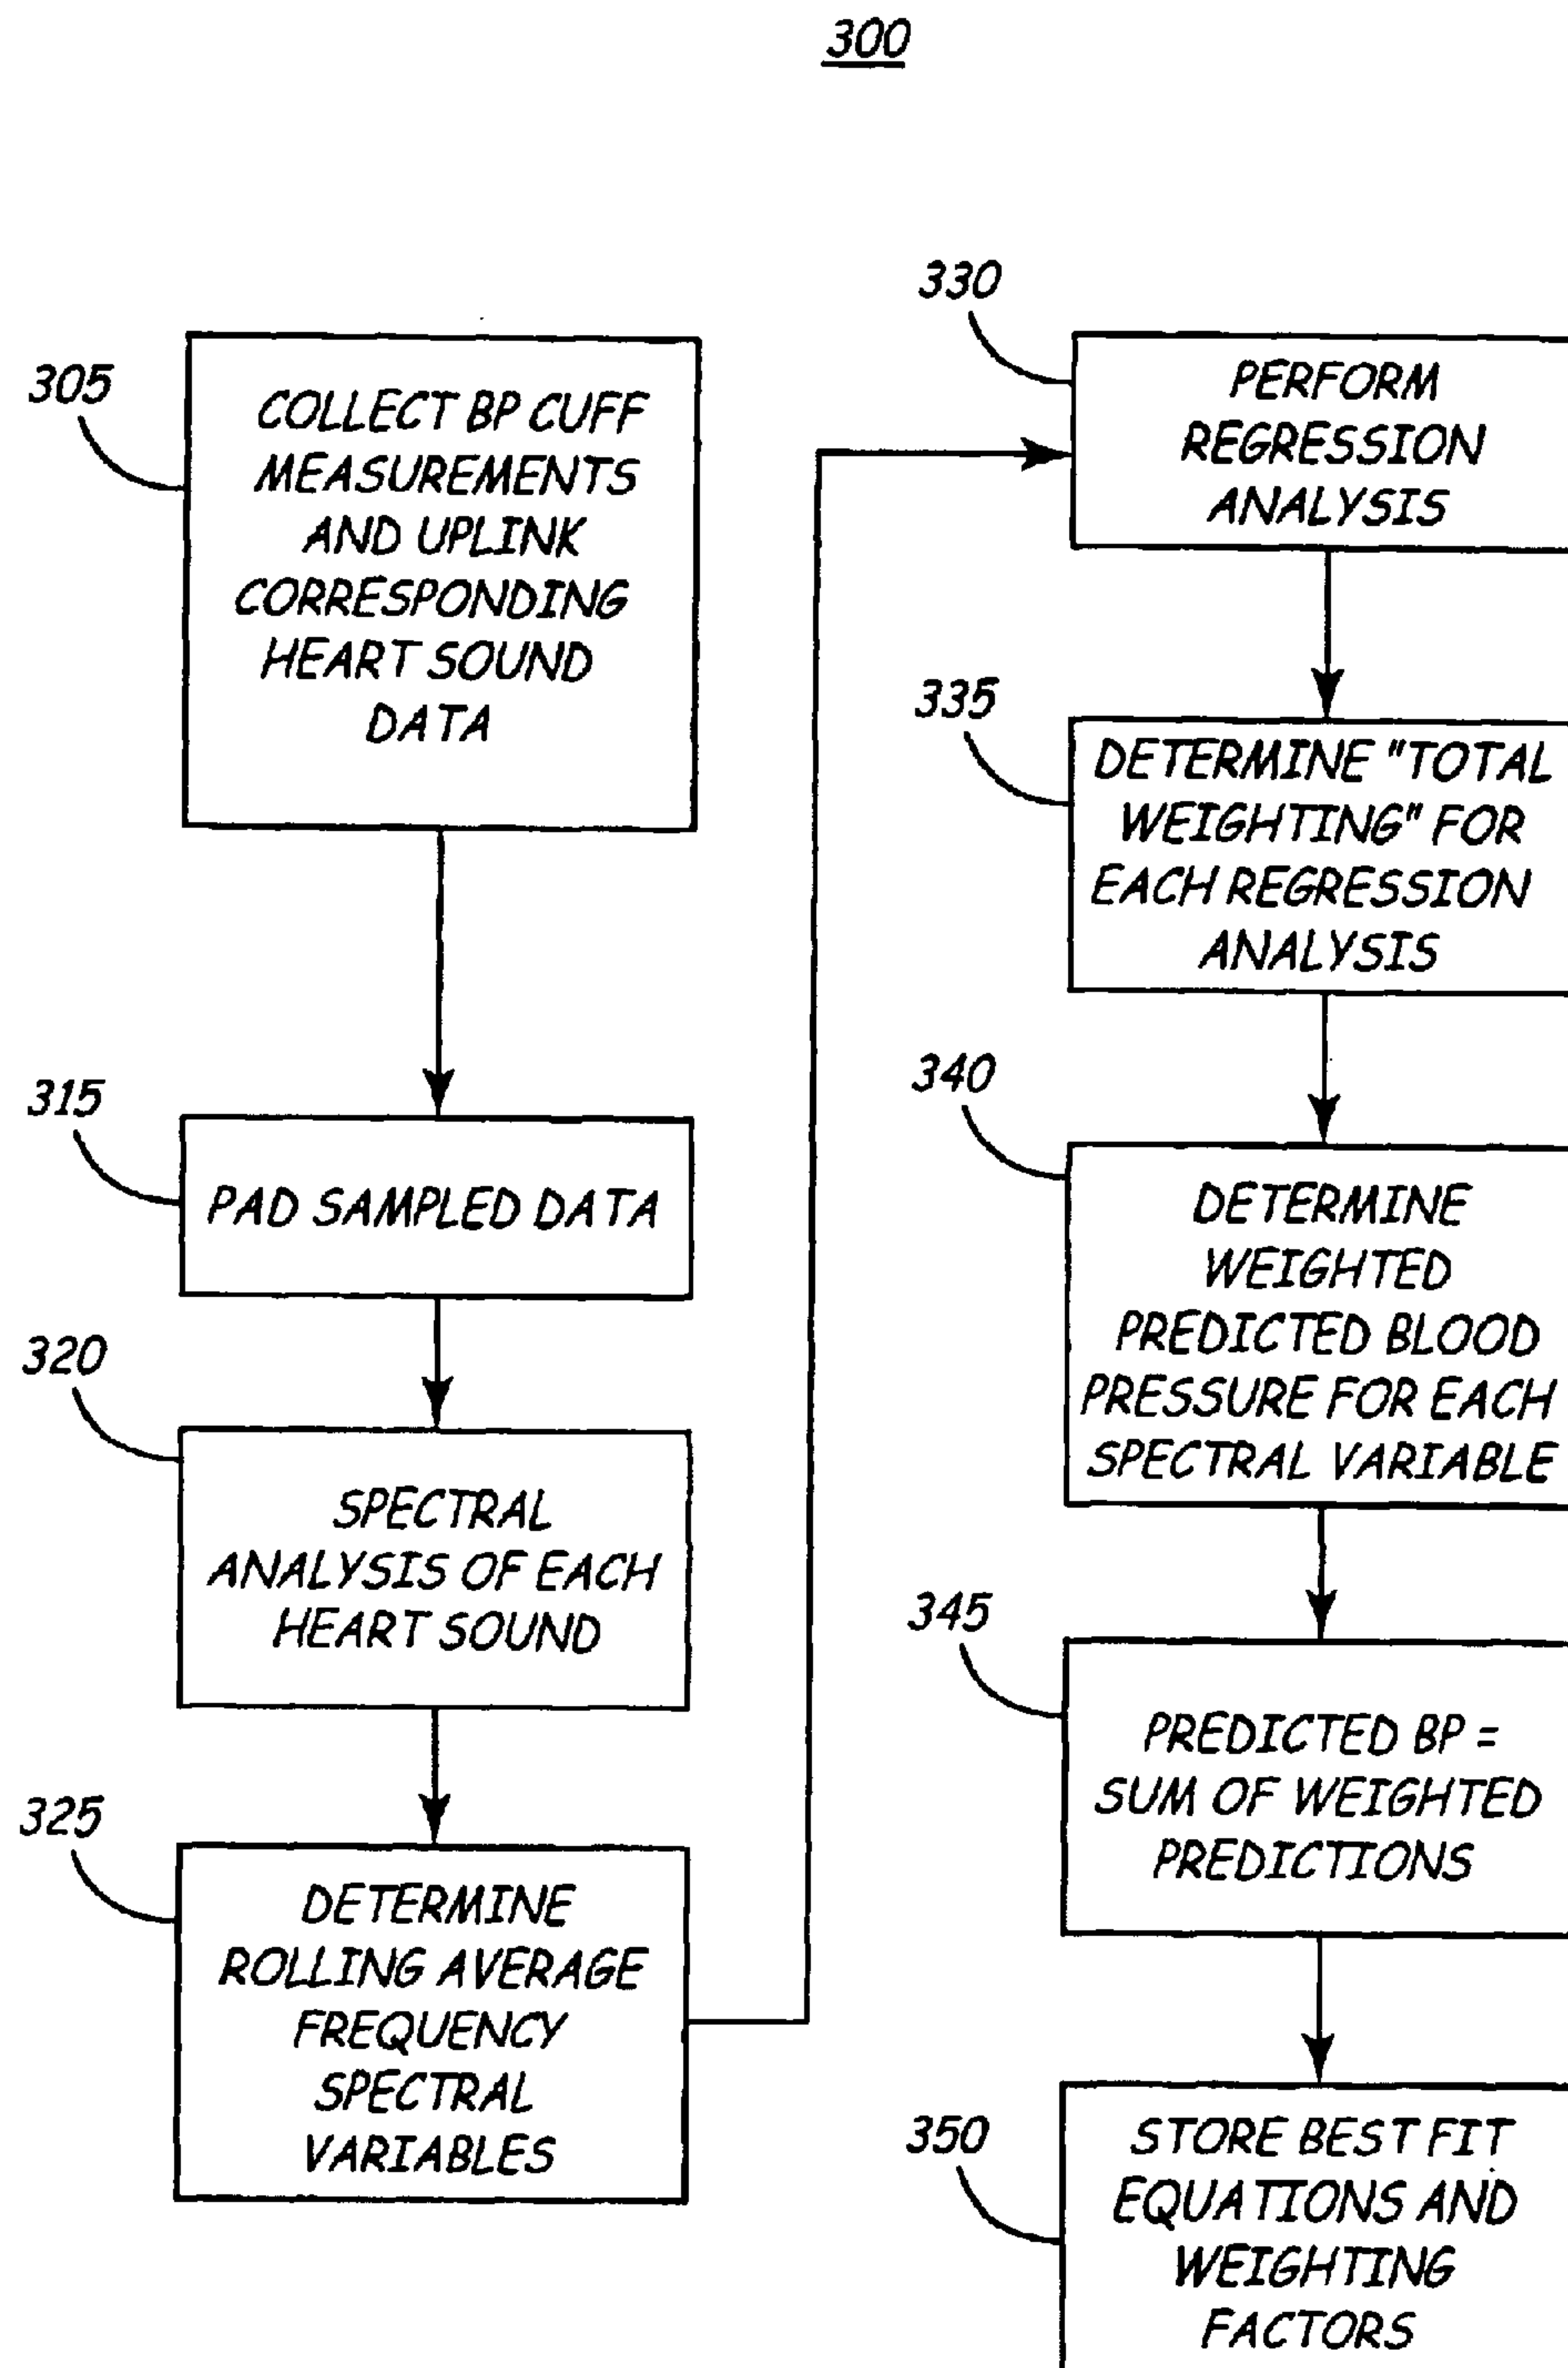 300
305
COLLECT BP CUFF
MEASUREMENTS
AND UPLINK
CORRESPONDING
HEART SOUND
DATA
315
PAD SAMPLED DATA
320
SPECTRAL
ANALYSIS OF EACH
HEART SOUND
325
DETERMINE
ROLLING AVERAGE
FREQUENCY
SPECTRAL
VARIABLES
330
PERFORM
REGRESSION
ANALYSIS
335
DETERMINE "TOTAL
WEIGHTING" FOR
EACH REGRESSION
ANALYSIS
340
DETERMINE
WEIGHTED
PREDICTED BLOOD
PRESSURE FOR EACH
SPECTRAL VARIABLE
345
PREDICTED BP =
SUM OF WEIGHTED
PREDICTIONS
350
STORE BEST FIT
EQUATIONS AND
WEIGHTING
FACTORS